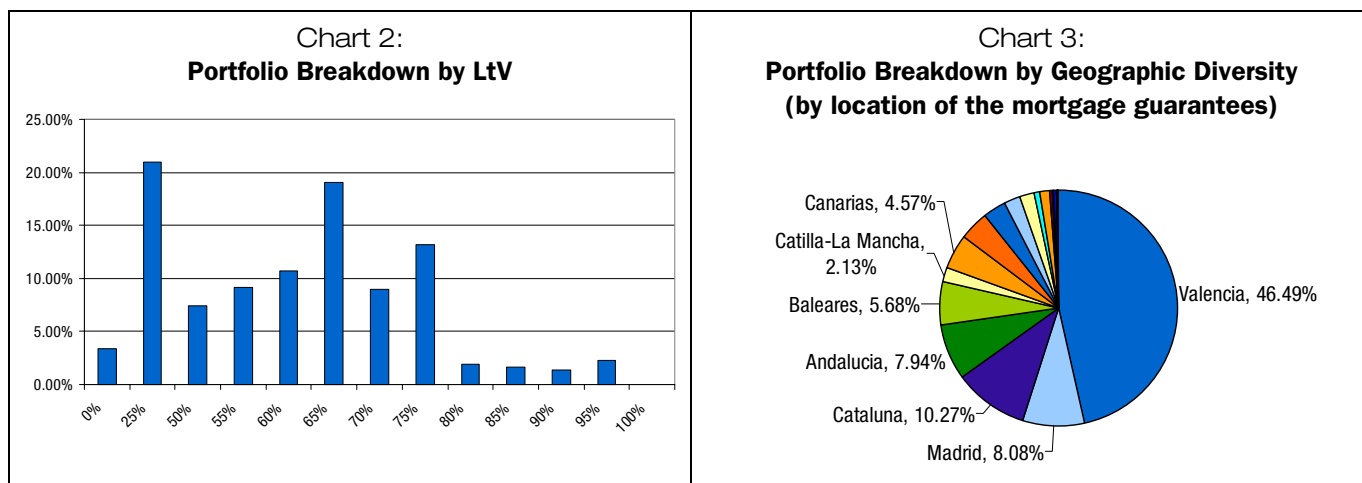 Chart 2:
Portfolio Breakdown by LtV
25.00%
20.00%
15.00%
10.00%
5.00%
0.00%
0%
25%
50%
55%
60%
65%
70%
75%
80%
85%
90%
95%
100%
Chart 3:
Portfolio Breakdown by Geographic Diversity
(by location of the mortgage guarantees)
Canarias, 4.57%
Catilla-La Mancha,
2.13%
Baleares, 5.68%
Andalucia, 7.94%
Cataluna, 10.27%
Madrid, 8.08%
Valencia, 46.49%